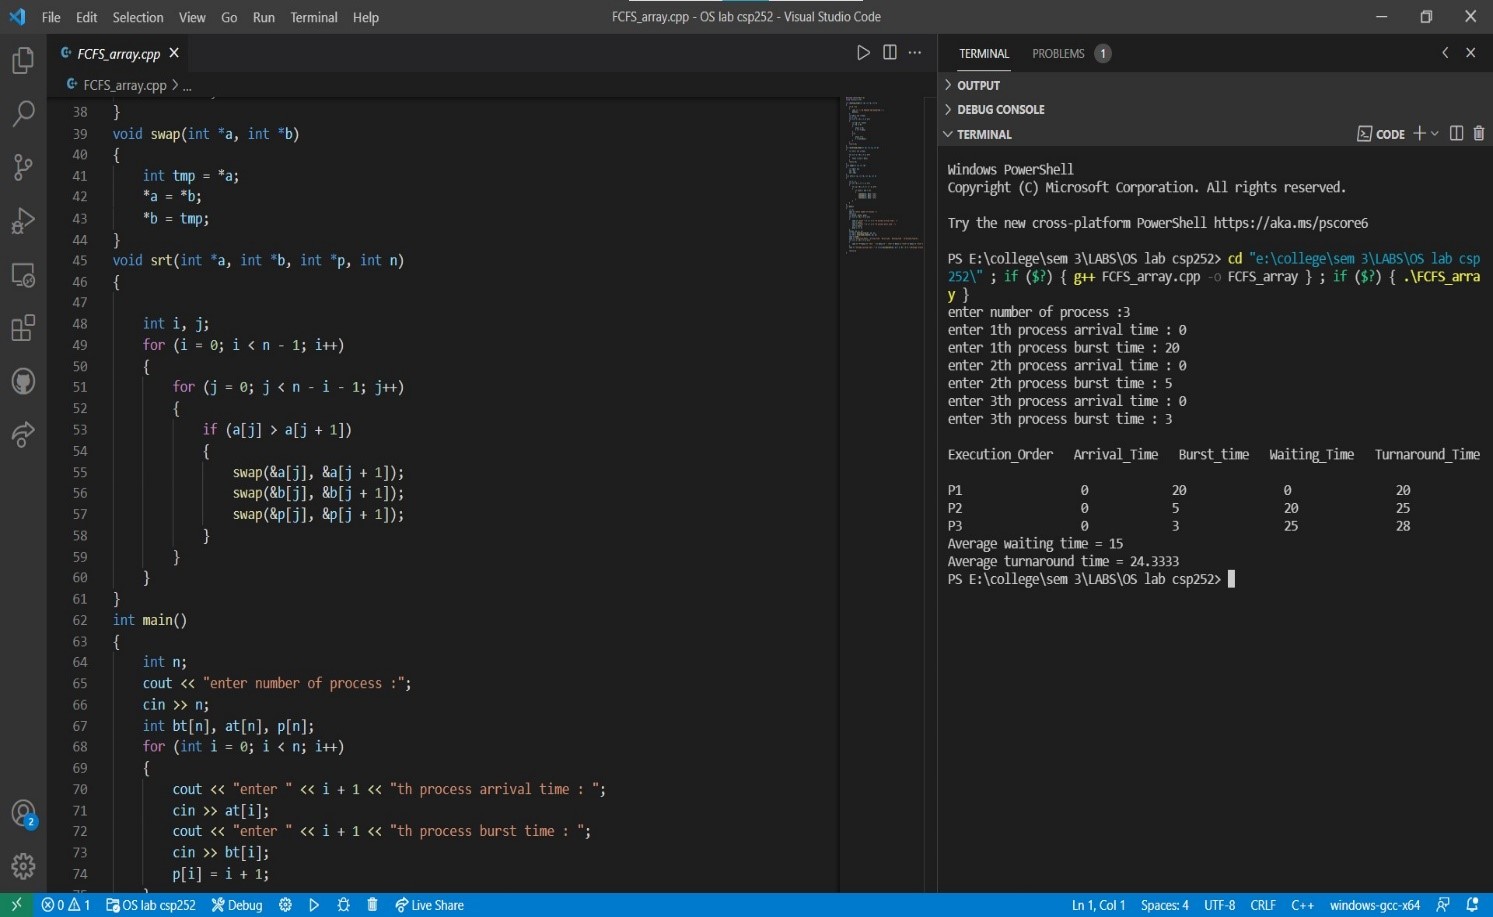 File Edit Selection View Go Run Terminal Help
FCFS_array.cpp - OS lab csp252 - Visual Studio Code
FCFS_array.cpp
FCFS_array.cpp > ...
38 }
39 void swap(int *a, int *b)
40 {
41 int tmp = *a;
42 *a = *b;
43 *b = tmp;
44 }
45 void srt(int *a, int *b, int *p, int n)
46 {
47
48 int i, j;
49 for (i = 0; i < n - 1; i++)
50 {
51 for (j = 0; j < n - i - 1; j++)
52 {
53 if (a[j] > a[j + 1])
54 {
55 swap(&a[j], &a[j + 1]);
56 swap(&b[j], &b[j + 1]);
57 swap(&p[j], &p[j + 1]);
58 }
59 }
60 }
61 }
62 int main()
63 {
64 int n;
65 cout << "enter number of process :";
66 cin >> n;
67 int bt[n], at[n], p[n];
68 for (int i = 0; i < n; i++)
69 {
70 cout << "enter " << i + 1 << "th process arrival time : ";
71 cin >> at[i];
72 cout << "enter " << i + 1 << "th process burst time : ";
73 cin >> bt[i];
74 p[i] = i + 1;
TERMINAL PROBLEMS 1
OUTPUT
DEBUG CONSOLE
TERMINAL
CODE
Windows PowerShell
Copyright (C) Microsoft Corporation. All rights reserved.
Try the new cross-platform PowerShell https://aka.ms/pscore6
PS E:\college\sem 3\LABS\OS lab csp252> cd "e:\college\sem 3\LABS\OS lab csp
252\" ; if ($?) { g++ FCFS_array.cpp -o FCFS_array } ; if ($?) { .\FCFS_arra
y }
enter number of process :3
enter 1th process arrival time : 0
enter 1th process burst time : 20
enter 2th process arrival time : 0
enter 2th process burst time : 5
enter 3th process arrival time : 0
enter 3th process burst time : 3
Execution_Order Arrival_Time Burst_time Waiting_Time Turnaround_Time
P1 0 20 0 20
P2 0 5 20 25
P3 0 3 25 28
Average waiting time = 15
Average turnaround time = 24.3333
PS E:\college\sem 3\LABS\OS lab csp252>
2
0 1 OS lab csp252 Debug Live Share
Ln 1, Col 1 Spaces: 4 UTF-8 CRLF C++ windows-gcc-x64